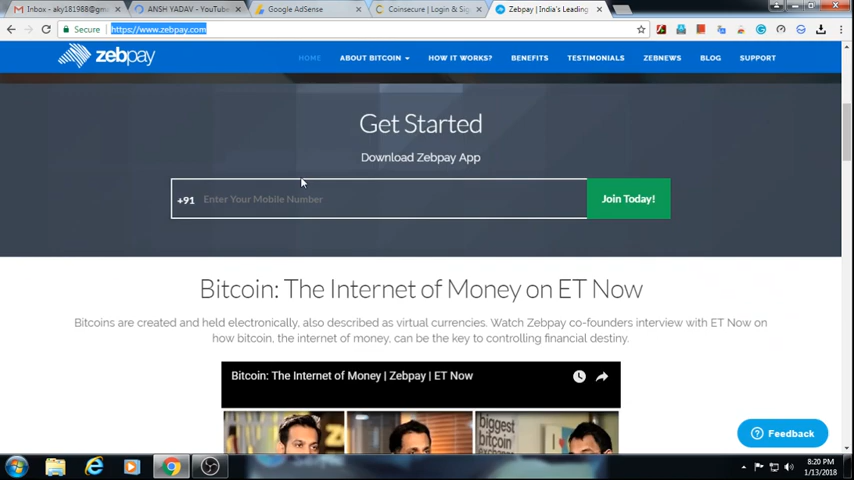 Inbox - aky181988@gm
ANSH YADAV - YouTub
Google AdSense
Coinsecure | Login & Sig
Zebpay | India's Leading
Secure
https://www.zebpay.com
zebpay
HOME
ABOUT BITCOIN
HOW IT WORKS?
BENEFITS
TESTIMONIALS
ZEBNEWS
BLOG
SUPPORT
Get Started
Download Zebpay App
+91
Enter Your Mobile Number
Join Today!
Bitcoin: The Internet of Money on ET Now
Bitcoins are created and held electronically, also described as virtual currencies. Watch Zebpay co-founders interview with ET Now on
how bitcoin, the internet of money, can be the key to controlling financial destiny.
Bitcoin: The Internet of Money | Zebpay | ET Now
biggest
bitcoin
Feedback
8:20 PM
1/13/2018